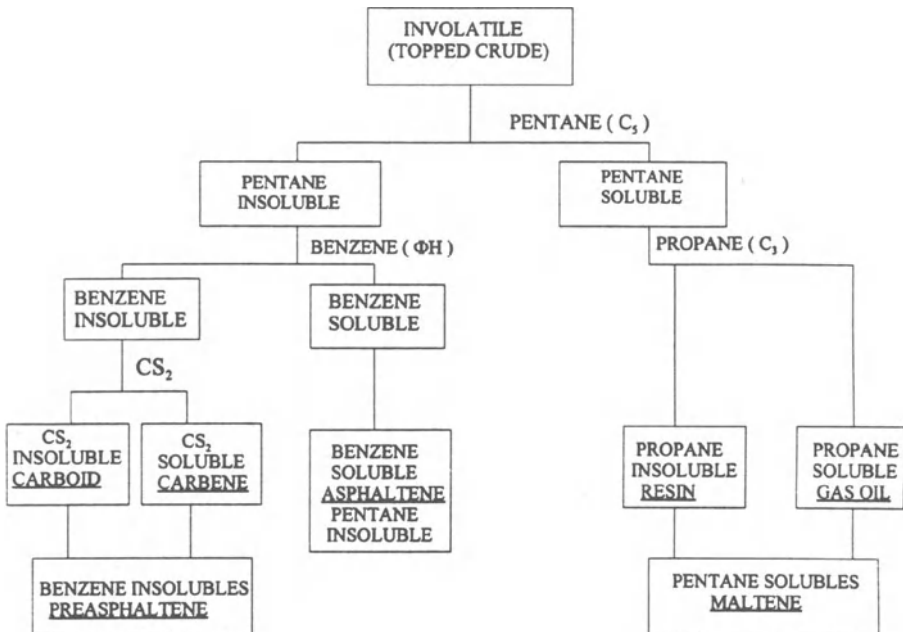 INVOLATILE
(TOPPED CRUDE)
PENTANE ( C₅ )
PENTANE
INSOLUBLE
PENTANE
SOLUBLE
BENZENE ( ΦH )
PROPANE ( C₃ )
BENZENE
INSOLUBLE
BENZENE
SOLUBLE
CS₂
CS₂
INSOLUBLE
CARBOID
CS₂
SOLUBLE
CARBENE
BENZENE
SOLUBLE
ASPHALTENE
PENTANE
INSOLUBLE
PROPANE
INSOLUBLE
RESIN
PROPANE
SOLUBLE
GAS OIL
BENZENE INSOLUBLES
PREASPHALTENE
PENTANE SOLUBLES
MALTENE